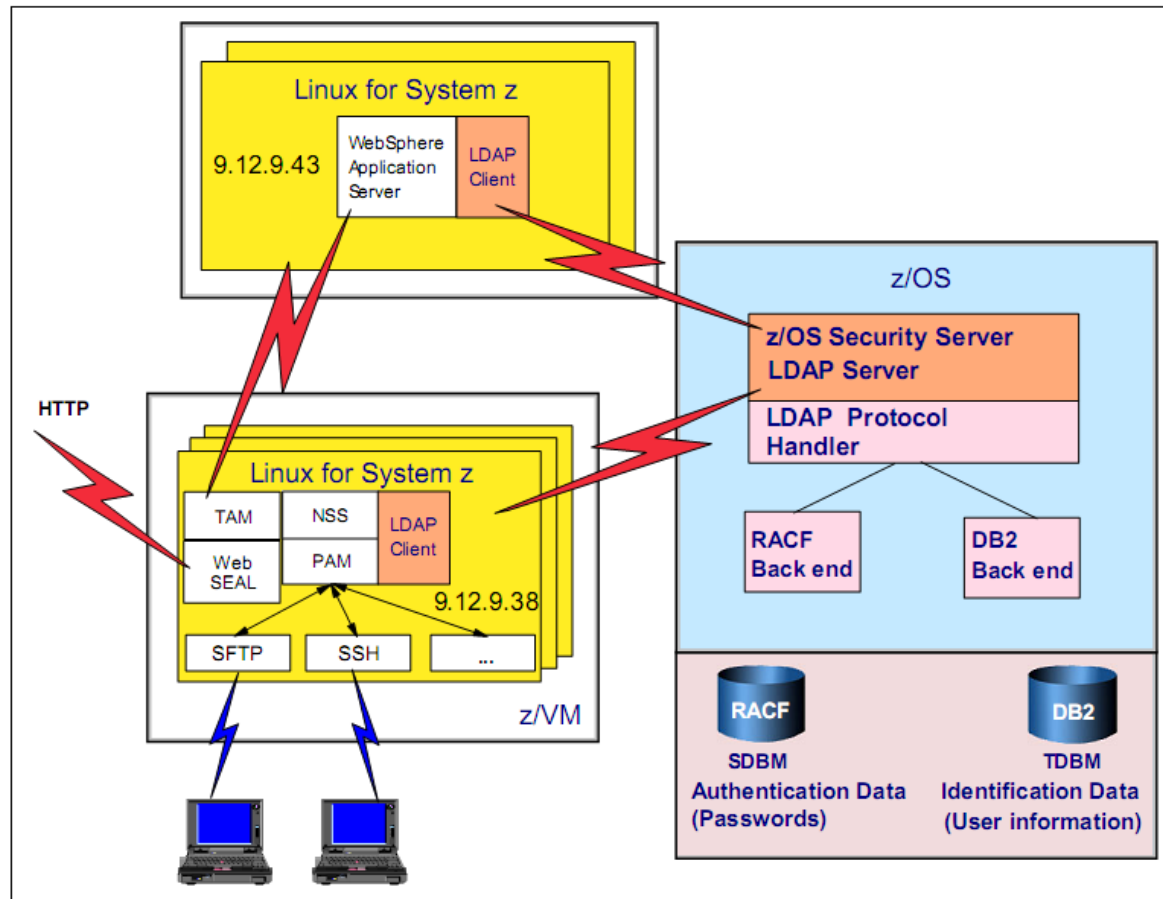 Linux for System z
9.12.9.43
WebSphere
Application
Server
LDAP
Client
z/OS
z/OS Security Server
LDAP Server
LDAP Protocol
Handler
RACF
Back end
DB2
Back end
HTTP
Linux for System z
TAM
NSS
LDAP
Client
Web
SEAL
PAM
9.12.9.38
SFTP
SSH
...
z/VM
RACF
SDBM
Authentication Data
(Passwords)
DB2
TDBM
Identification Data
(User information)